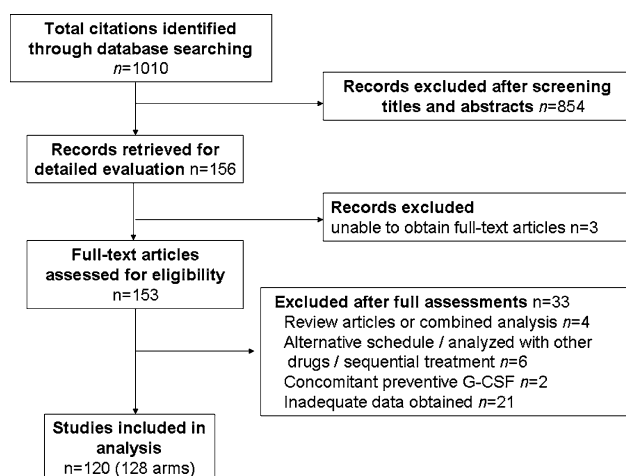 Total citations identified
through database searching
n=1010
Records excluded after screening
titles and abstracts n=854
Records retrieved for
detailed evaluation n=156
Records excluded
unable to obtain full-text articles n=3
Full-text articles
assessed for eligibility
n=153
Excluded after full assessments n=33
Review articles or combined analysis n=4
Alternative schedule / analyzed with other
drugs / sequential treatment n=6
Concomitant preventive G-CSF n=2
Inadequate data obtained n=21
Studies included in
analysis
n=120 (128 arms)